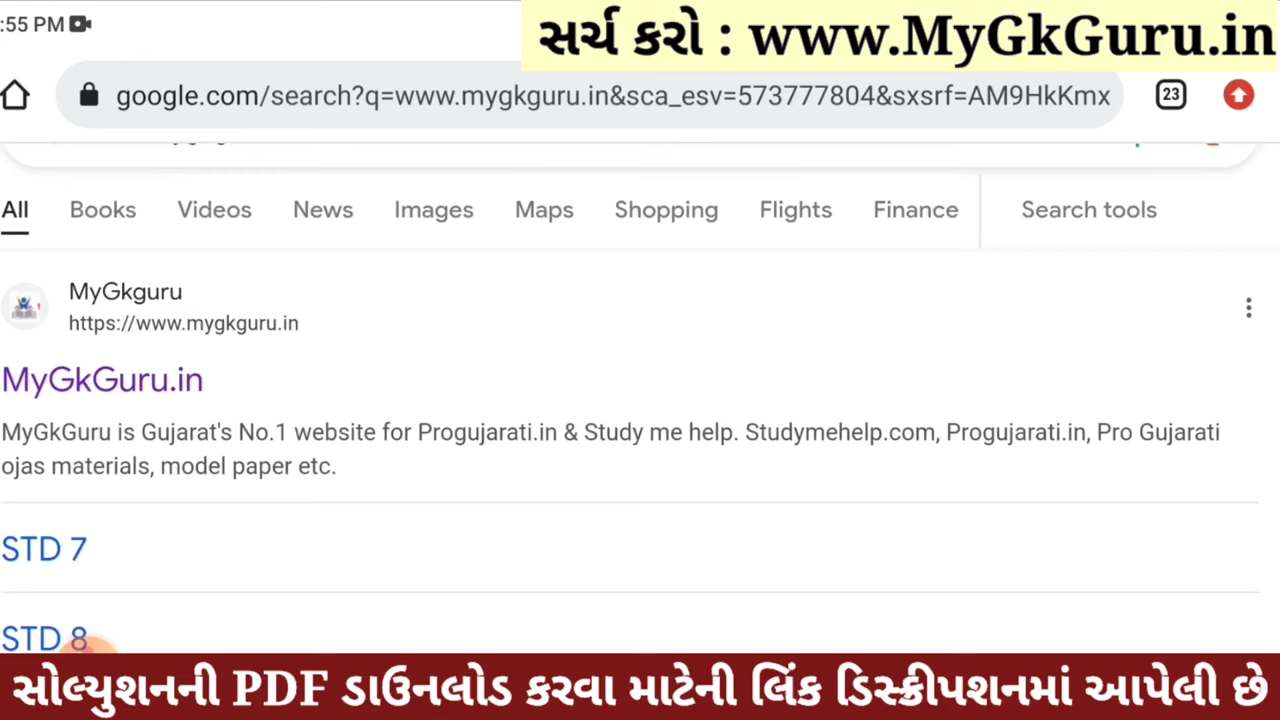 :55 PM
સર્ચ કરો : www.MyGkGuru.in
google.com/search?q=www.mygkguru.in&sca_esv=573777804&sxsrf=AM9HkKmx
23
All Books Videos News Images Maps Shopping Flights Finance Search tools
MyGkguru
https://www.mygkguru.in
MyGkGuru.in
MyGkGuru is Gujarat's No.1 website for Progujarati.in & Study me help. Studymehelp.com, Progujarati.in, Pro Gujarati
ojas materials, model paper etc.
STD 7
STD 8
સોલ્યુશનની PDF ડાઉનલોડ કરવા માટેની લિંક ડિસ્ક્રીપશનમાં આપેલી છે